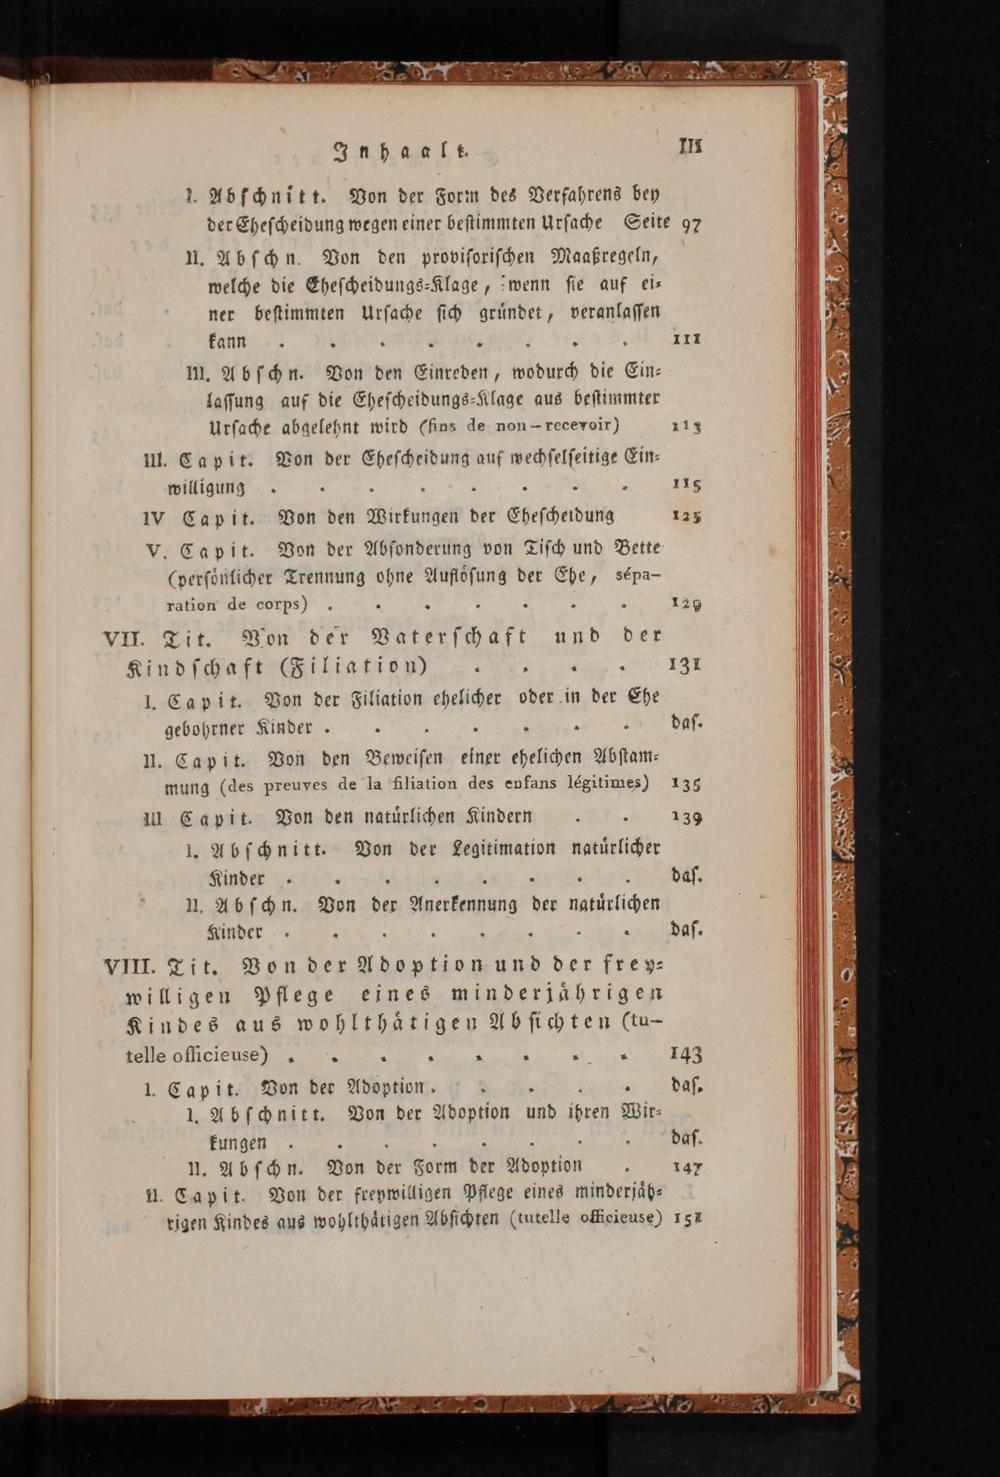 Inhaalt. III
I. Abſchnitt. Von der Form des Verfahrens bey
der Eheſcheidung wegen einer beſtimmten Urſache Seite 97
II. Abſchn. Von den proviſoriſchen Maaßregeln,
welche die Eheſcheidungs-Klage, wenn ſie auf ei-
ner beſtimmten Urſache ſich gründet, veranlaſſen
kann . . . . . . . . 111
III. Abſchn. Von den Einreden, wodurch die Ein-
laſſung auf die Eheſcheidungs-Klage aus beſtimmter
Urſache abgelehnt wird (fins de non-recevoir) 113
III. Capit. Von der Eheſcheidung auf wechſelſeitige Ein-
willigung . . . . . . . . 115
IV Capit. Von den Wirkungen der Eheſcheidung 125
V. Capit. Von der Abſonderung von Tiſch und Bette
(perſönlicher Trennung ohne Auflöſung der Ehe, sépa-
ration de corps) . . . . . . . 129
VII. Tit. Von der Vaterſchaft und der
Kindſchaft (Filiation) . . . . 131
I. Capit. Von der Filiation ehelicher oder in der Ehe
gebohrner Kinder . . . . . . . daſ.
II. Capit. Von den Beweiſen einer ehelichen Abſtam-
mung (des preuves de la filiation des enfans légitimes) 135
III Capit. Von den natürlichen Kindern . . 139
I. Abſchnitt. Von der Legitimation natürlicher
Kinder . . . . . . . . daſ.
II. Abſchn. Von der Anerkennung der natürlichen
Kinder . . . . . . . . daſ.
VIII. Tit. Von der Adoption und der frey-
willigen Pflege eines minderjährigen
Kindes aus wohlthätigen Abſichten (tu-
telle officieuse) . . . . . . . . 143
I. Capit. Von der Adoption . . . . . daſ.
I. Abſchnitt. Von der Adoption und ihren Wir-
kungen . . . . . . . . daſ.
II. Abſchn. Von der Form der Adoption . 147
II. Capit. Von der freywilligen Pflege eines minderjäh-
rigen Kindes aus wohlthätigen Abſichten (tutelle officieuse) 151